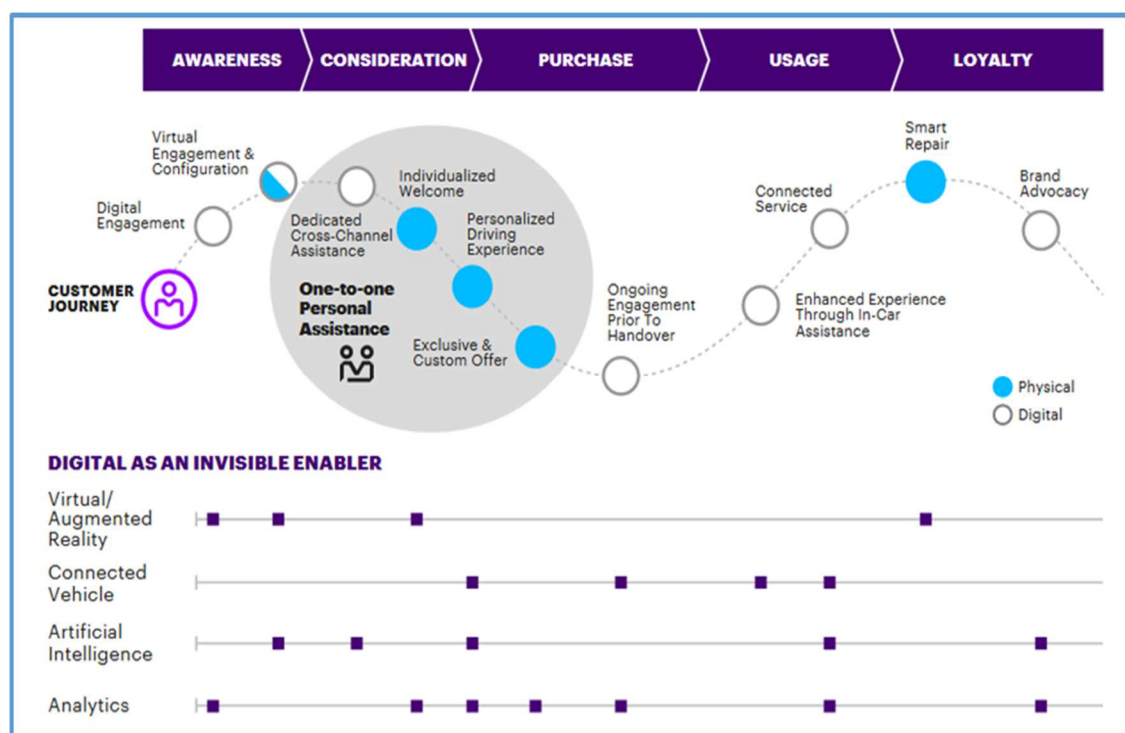 AWARENESS
CONSIDERATION
PURCHASE
USAGE
LOYALTY
Virtual
Engagement &
Configuration
Digital
Engagement
CUSTOMER
JOURNEY
Dedicated
Cross-Channel
Assistance
Individualized
Welcome
Personalized
Driving
Experience
One-to-one
Personal
Assistance
Exclusive &
Custom Offer
Ongoing
Engagement
Prior To
Handover
Enhanced Experience
Through In-Car
Assistance
Connected
Service
Smart
Repair
Brand
Advocacy
Physical
Digital
DIGITAL AS AN INVISIBLE ENABLER
Virtual/
Augmented
Reality
Connected
Vehicle
Artificial
Intelligence
Analytics